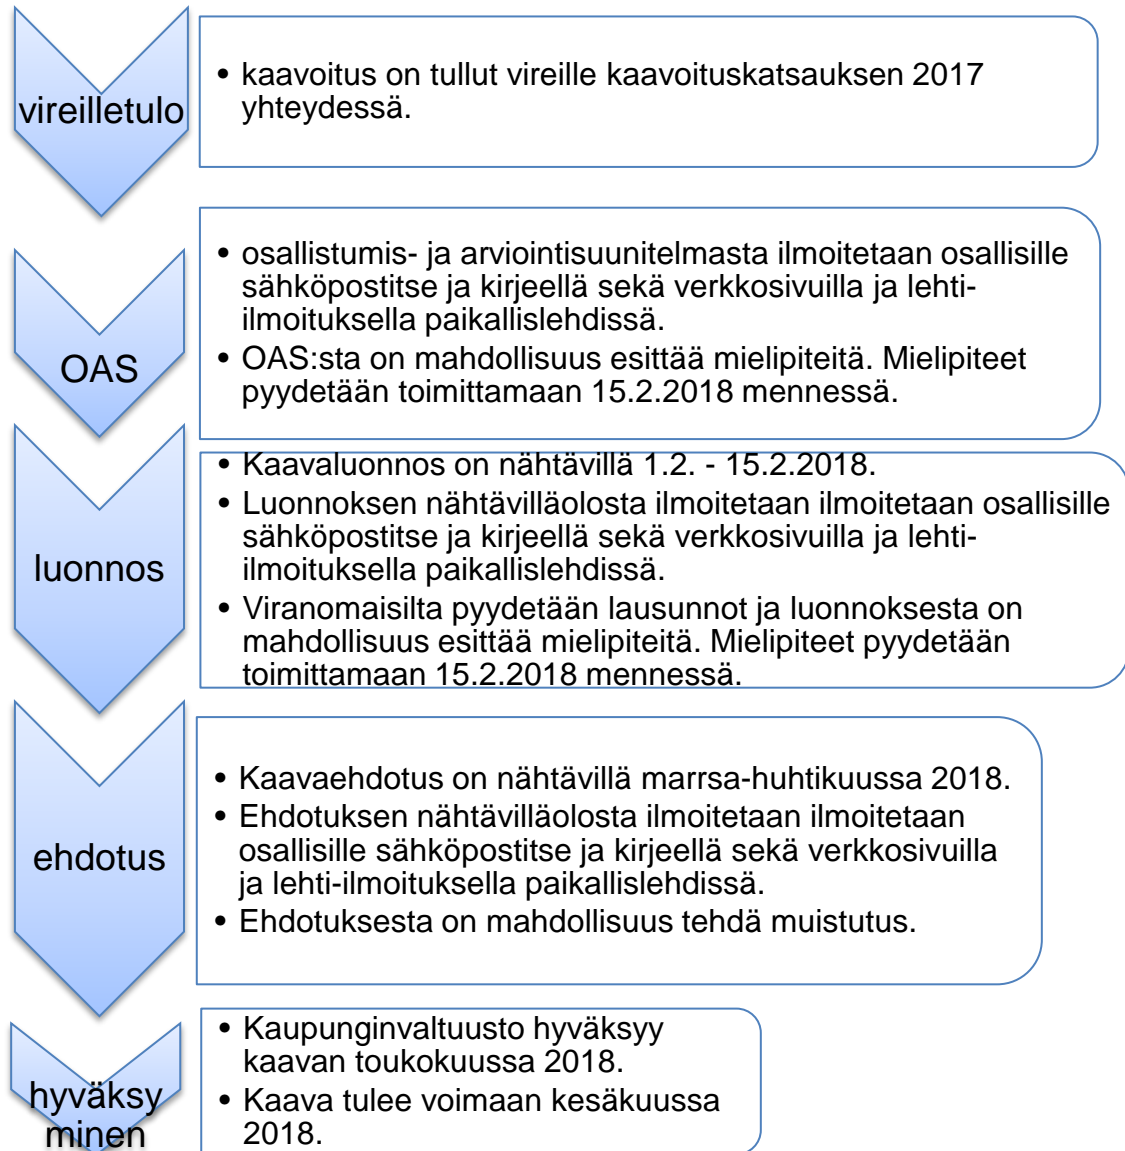 vireilletulo
• kaavoitus on tullut vireille kaavoituskatsauksen 2017
yhteydessä.
OAS
• osallistumis- ja arviointisuunitelmasta ilmoitetaan osallisille
sähköpostitse ja kirjeellä sekä verkkosivuilla ja lehti-
ilmoituksella paikallislehdissä.
• OAS:sta on mahdollisuus esittää mielipiteitä. Mielipiteet
pyydetään toimittamaan 15.2.2018 mennessä.
luonnos
• Kaavaluonnos on nähtävillä 1.2. - 15.2.2018.
• Luonnoksen nähtävilläolosta ilmoitetaan ilmoitetaan osallisille
sähköpostitse ja kirjeellä sekä verkkosivuilla ja lehti-
ilmoituksella paikallislehdissä.
• Viranomaisilta pyydetään lausunnot ja luonnoksesta on
mahdollisuus esittää mielipiteitä. Mielipiteet pyydetään
toimittamaan 15.2.2018 mennessä.
ehdotus
• Kaavaehdotus on nähtävillä marrsa-huhtikuussa 2018.
• Ehdotuksen nähtävilläolosta ilmoitetaan ilmoitetaan
osallisille sähköpostitse ja kirjeellä sekä verkkosivuilla
ja lehti-ilmoituksella paikallislehdissä.
• Ehdotuksesta on mahdollisuus tehdä muistutus.
hyväksy
minen
• Kaupunginvaltuusto hyväksyy
kaavan toukokuussa 2018.
• Kaava tulee voimaan kesäkuussa
2018.